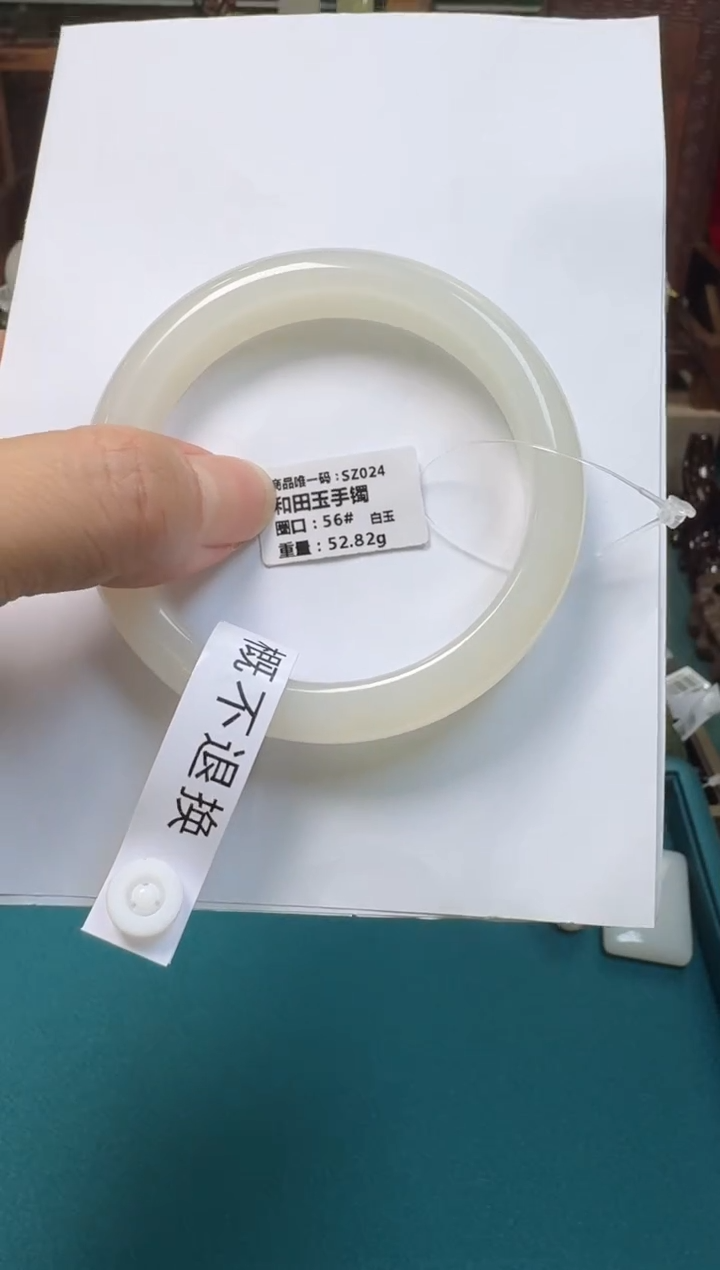 商品唯一码：SZ024
和田玉手镯
圈口：56# 白玉
重量：52.82g
概不退换